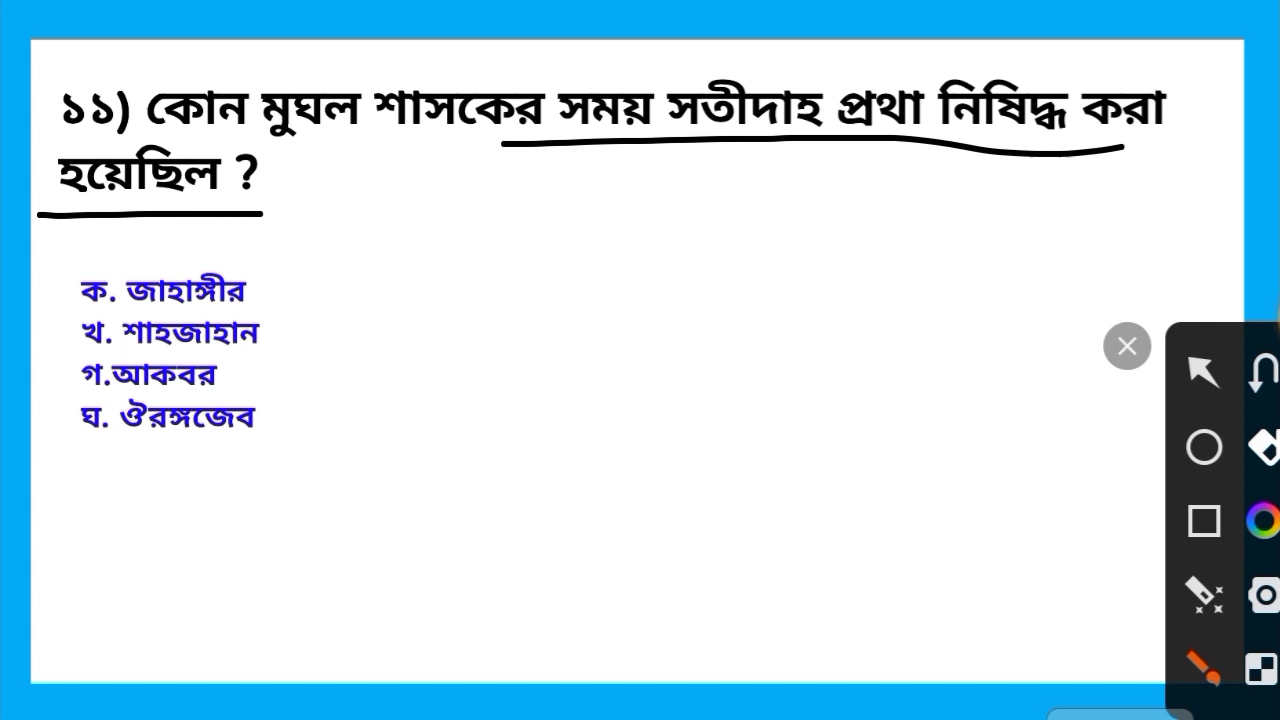 ১১) কোন মুঘল শাসকের সময় সতীদাহ প্রথা নিষিদ্ধ করা
হয়েছিল ?
ক. জাহাঙ্গীর
খ. শাহজাহান
গ.আকবর
ঘ. ঔরঙ্গজেব